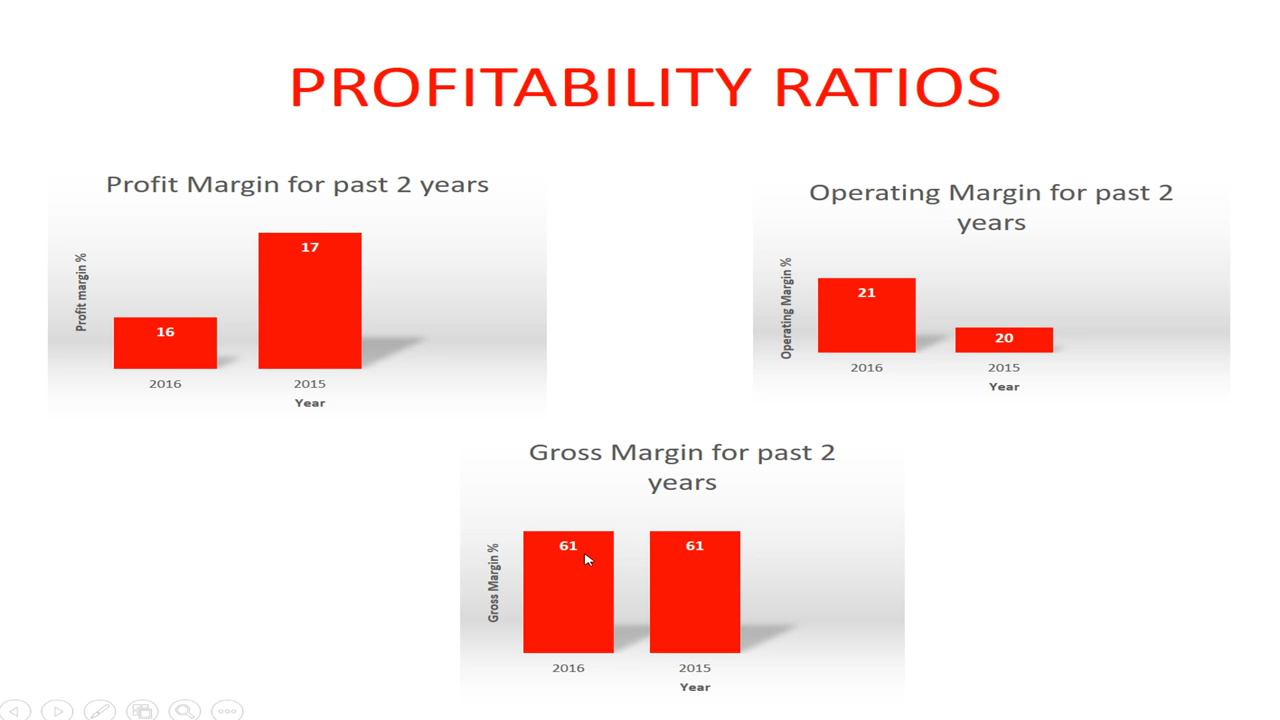 PROFITABILITY RATIOS
Profit Margin for past 2 years
Profit margin %
16
17
2016
2015
Year
Operating Margin for past 2
years
Operating Margin %
21
20
2016
2015
Year
Gross Margin for past 2
years
Gross Margin %
61
61
2016
2015
Year